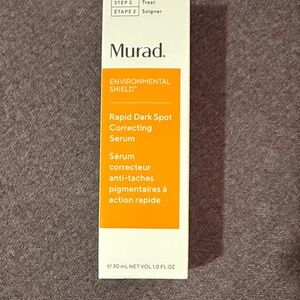 STEP 2 Treat
ÉTAPE 2 Soigner
Murad.
ENVIRONMENTAL
SHIELD™
Rapid Dark Spot
Correcting
Serum
Sérum
correcteur
anti-taches
pigmentaires à
action rapide
℮ 30 mL NET VOL 1.0 FL OZ